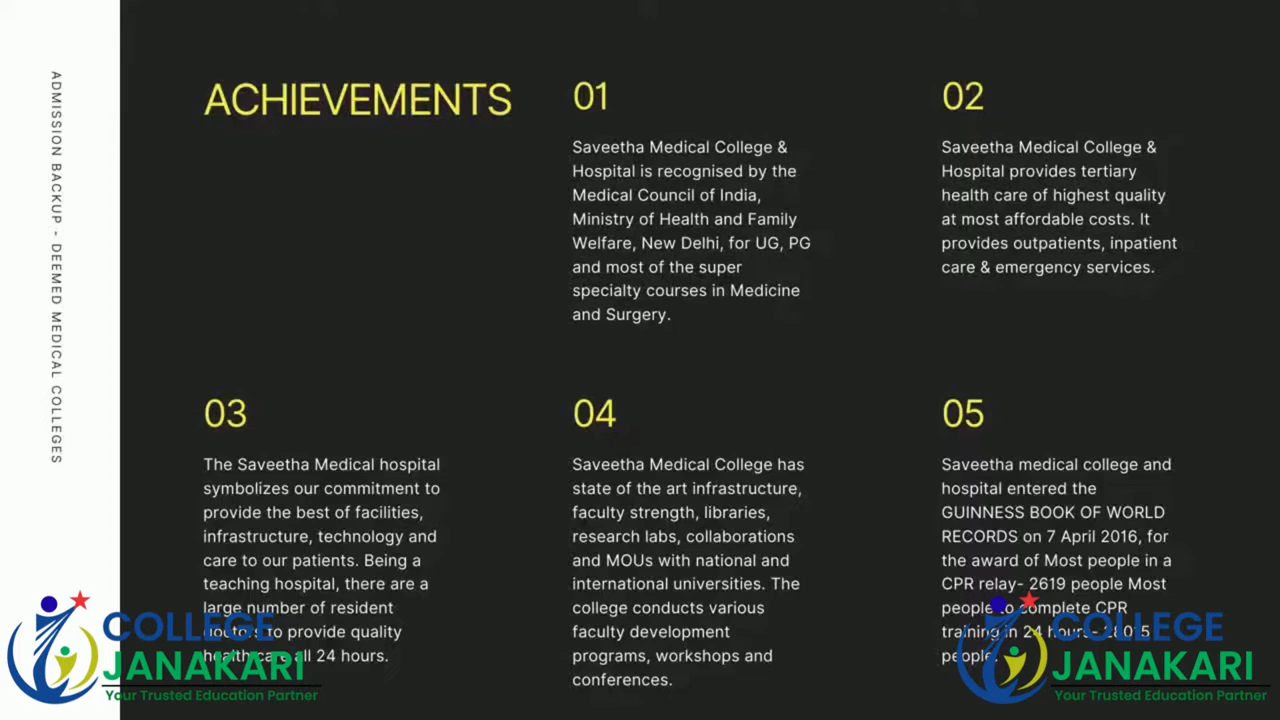 ADMISSION BACKUP - DEEMED MEDICAL COLLEGES
ACHIEVEMENTS
01
Saveetha Medical College &
Hospital is recognised by the
Medical Council of India,
Ministry of Health and Family
Welfare, New Delhi, for UG, PG
and most of the super
specialty courses in Medicine
and Surgery.
02
Saveetha Medical College &
Hospital provides tertiary
health care of highest quality
at most affordable costs. It
provides outpatients, inpatient
care & emergency services.
03
The Saveetha Medical hospital
symbolizes our commitment to
provide the best of facilities,
infrastructure, technology and
care to our patients. Being a
teaching hospital, there are a
large number of resident
doctors to provide quality
health care all 24 hours.
04
Saveetha Medical College has
state of the art infrastructure,
faculty strength, libraries,
research labs, collaborations
and MOUs with national and
international universities. The
college conducts various
faculty development
programs, workshops and
conferences.
05
Saveetha medical college and
hospital entered the
GUINNESS BOOK OF WORLD
RECORDS on 7 April 2016, for
the award of Most people in a
CPR relay- 2619 people Most
people to complete CPR
training in 24 hours- 28015
people.
COLLEGE
JANAKARI
Your Trusted Education Partner
COLLEGE
JANAKARI
Your Trusted Education Partner